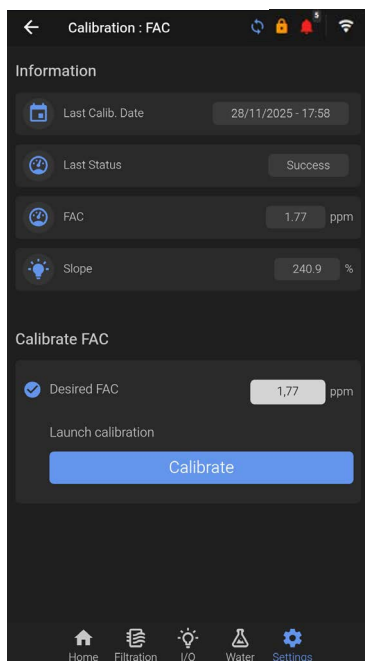 Calibration : FAC
5
Information
Last Calib. Date 28/11/2025 - 17:58
Last Status Success
FAC 1.77 ppm
Slope 240.9 %
Calibrate FAC
Desired FAC 1,77 ppm
Launch calibration
Calibrate
Home Filtration I/O Water Settings